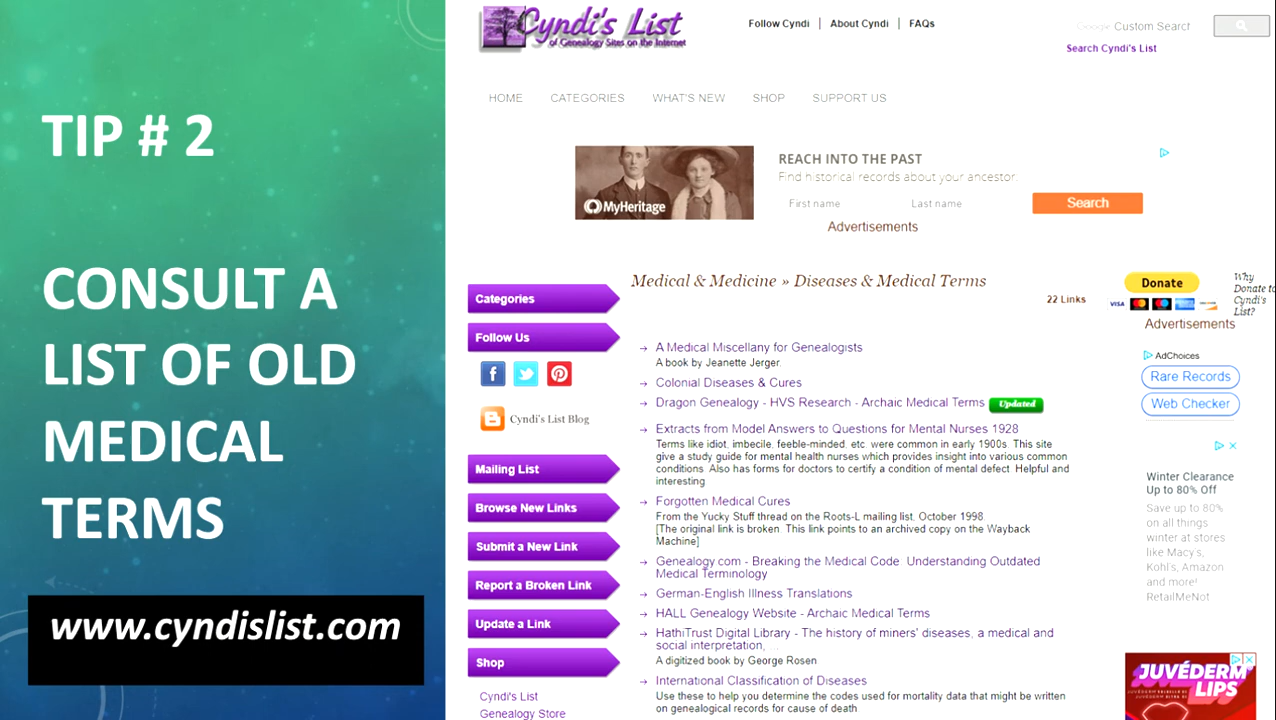 TIP # 2
CONSULT A
LIST OF OLD
MEDICAL
TERMS
www.cyndislist.com
Cyndi's List
of Genealogy Sites on the Internet
Follow Cyndi | About Cyndi | FAQs
Google Custom Search
Search Cyndi's List
HOME CATEGORIES WHAT'S NEW SHOP SUPPORT US
MyHeritage
REACH INTO THE PAST
Find historical records about your ancestor:
First name Last name Search
Advertisements
Categories
Follow Us
Cyndi's List Blog
Mailing List
Browse New Links
Submit a New Link
Report a Broken Link
Update a Link
Shop
Cyndi's List
Genealogy Store
Medical & Medicine » Diseases & Medical Terms
22 Links
→ A Medical Miscellany for Genealogists
A book by Jeanette Jerger.
→ Colonial Diseases & Cures
→ Dragon Genealogy - HVS Research - Archaic Medical Terms Updated
→ Extracts from Model Answers to Questions for Mental Nurses 1928
Terms like idiot, imbecile, feeble-minded, etc. were common in early 1900s. This site
give a study guide for mental health nurses which provides insight into various common
conditions. Also has forms for doctors to certify a condition of mental defect. Helpful and
interesting
→ Forgotten Medical Cures
From the Yucky Stuff thread on the Roots-L mailing list, October 1998.
[The original link is broken. This link points to an archived copy on the Wayback
Machine]
→ Genealogy.com - Breaking the Medical Code: Understanding Outdated
Medical Terminology
→ German-English Illness Translations
→ HALL Genealogy Website - Archaic Medical Terms
→ HathiTrust Digital Library - The history of miners' diseases, a medical and
social interpretation, ...
A digitized book by George Rosen
→ International Classification of Diseases
Use these to help you determine the codes used for mortality data that might be written
on genealogical records for cause of death
Donate
VISA
Why
Donate to
Cyndi's
List?
Advertisements
AdChoices
Rare Records
Web Checker
Winter Clearance
Up to 80% Off
Save up to 80%
on all things
winter at stores
like Macy's,
Kohl's, Amazon
and more!
RetailMeNot
JUVÉDERM
LIPS